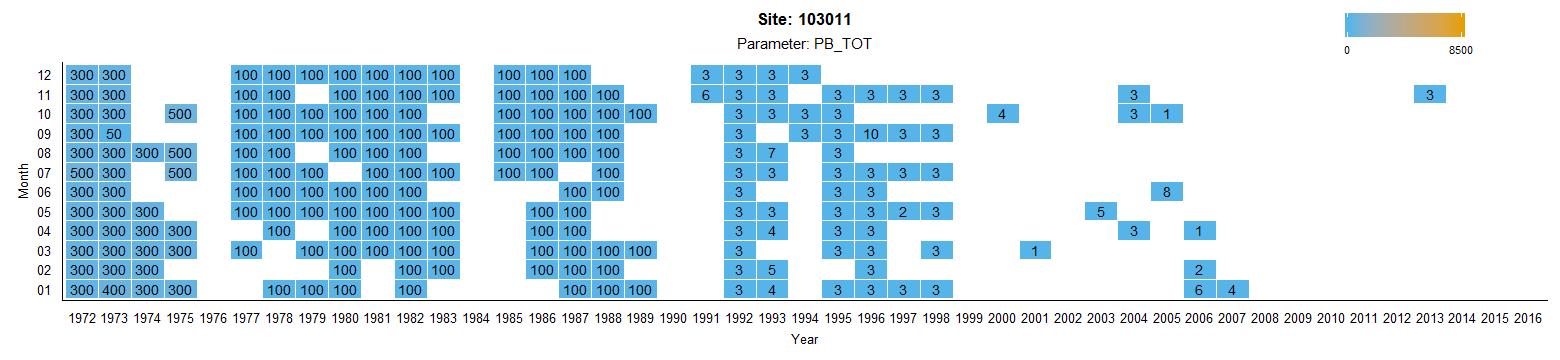 Site: 103011
Parameter: PB_TOT
0 8500
12 300 300 100 100 100 100 100 100 100 100 100 100 3 3 3 3
11 300 300 100 100 100 100 100 100 100 100 100 100 6 3 3 3 3 3 3 3 3
10 300 300 500 100 100 100 100 100 100 100 100 100 100 100 3 3 3 3 4 3 1
09 300 50 100 100 100 100 100 100 100 100 100 100 100 3 3 3 10 3 3
08 300 300 300 500 100 100 100 100 100 100 100 100 100 3 7 3
07 500 300 500 100 100 100 100 100 100 100 100 100 3 3 3 3 3 3
06 300 300 100 100 100 100 100 100 100 100 3 3 3 8
05 300 300 300 100 100 100 100 100 100 100 100 100 3 3 3 3 2 3 5
04 300 300 300 300 100 100 100 100 100 100 100 3 4 3 3 3 1
03 300 300 300 300 100 100 100 100 100 100 100 100 100 100 3 3 3 3 1
02 300 300 300 100 100 100 100 100 100 3 5 3 2
01 300 400 300 300 100 100 100 100 100 100 100 3 4 3 3 3 3 6 4
Month
1972 1973 1974 1975 1976 1977 1978 1979 1980 1981 1982 1983 1984 1985 1986 1987 1988 1989 1990 1991 1992 1993 1994 1995 1996 1997 1998 1999 2000 2001 2002 2003 2004 2005 2006 2007 2008 2009 2010 2011 2012 2013 2014 2015 2016
Year